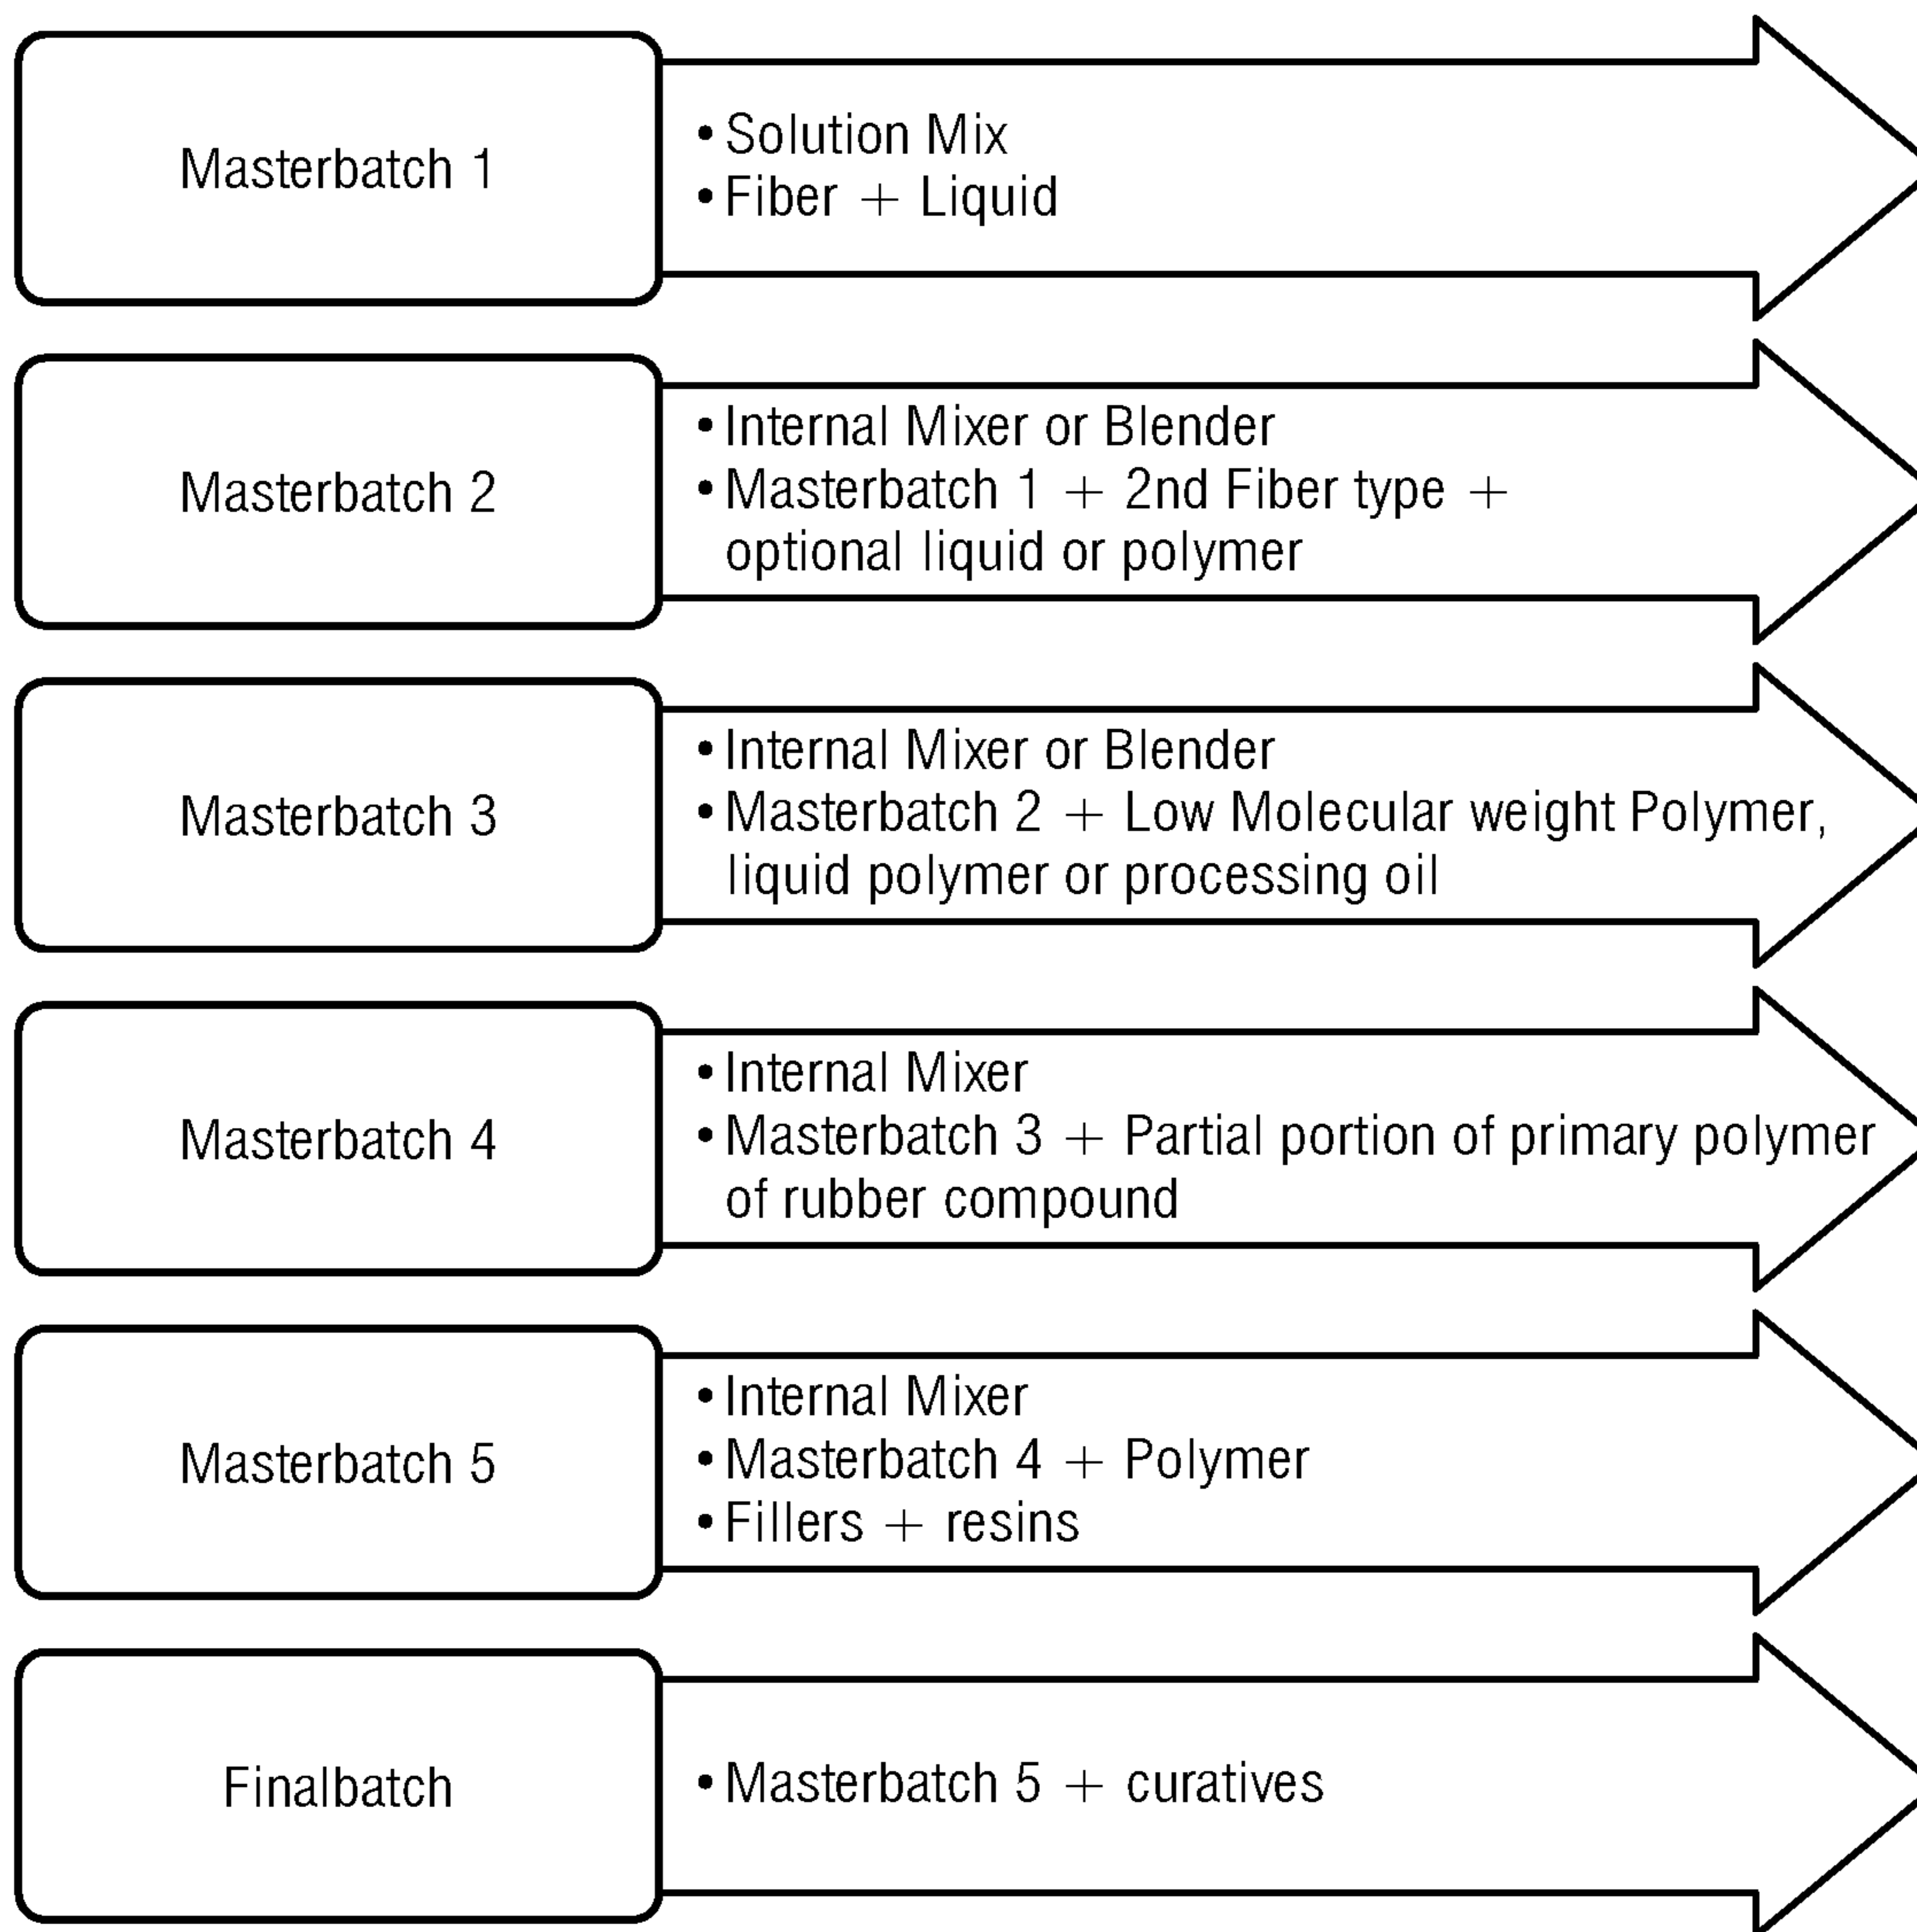 Masterbatch 1
• Solution Mix
• Fiber + Liquid
Masterbatch 2
• Internal Mixer or Blender
• Masterbatch 1 + 2nd Fiber type +
optional liquid or polymer
Masterbatch 3
• Internal Mixer or Blender
• Masterbatch 2 + Low Molecular weight Polymer,
liquid polymer or processing oil
Masterbatch 4
• Internal Mixer
• Masterbatch 3 + Partial portion of primary polymer
of rubber compound
Masterbatch 5
• Internal Mixer
• Masterbatch 4 + Polymer
• Fillers + resins
Finalbatch
• Masterbatch 5 + curatives